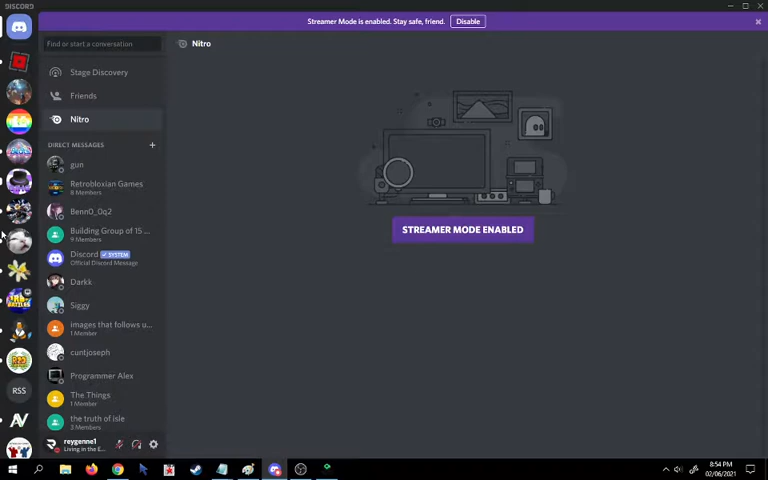 DISCORD
Streamer Mode is enabled. Stay safe, friend. Disable
Find or start a conversation
Nitro
Stage Discovery
Friends
Nitro
DIRECT MESSAGES
gun
Retrobloxian Games
8 Members
Benn0_0q2
Building Group of 15 ...
9 Members
Discord SYSTEM
Official Discord Message
Darkk
Siggy
images that follows u...
1 Member
cuntjoseph
Programmer Alex
The Things
1 Member
the truth of isle
3 Members
reygenne1
Living in the E...
STREAMER MODE ENABLED
RSS
AV
8:54 PM
02/06/2021